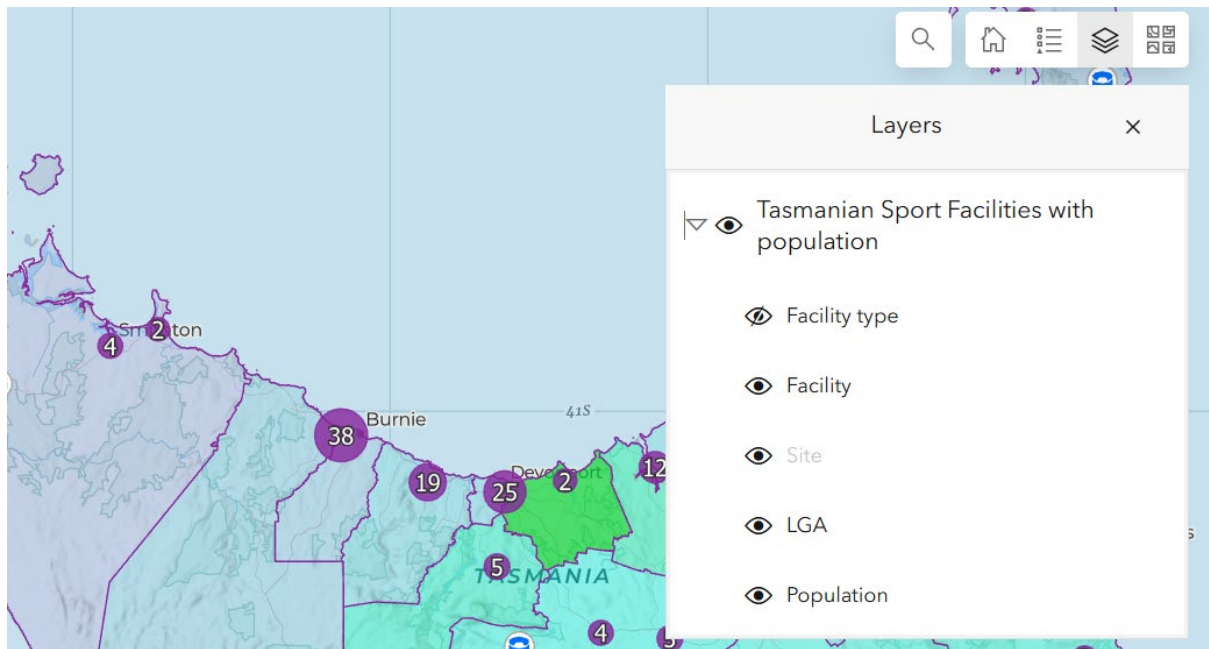 Layers
Tasmanian Sport Facilities with
population
Facility type
Facility
Site
LGA
Population
2
4
Burnie
38
41S
19
25
2
12
5
TASMANIA
4
5
s